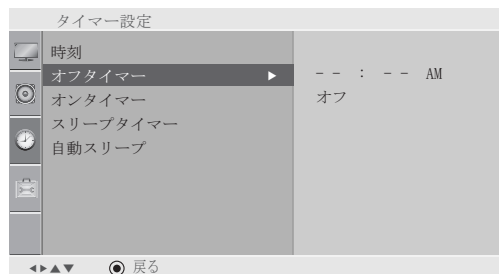 タイマー設定
時刻
オフタイマー ▶ - - : - - AM
オンタイマー オフ
スリープタイマー
自動スリープ
◀▶▲▼ ◉ 戻る